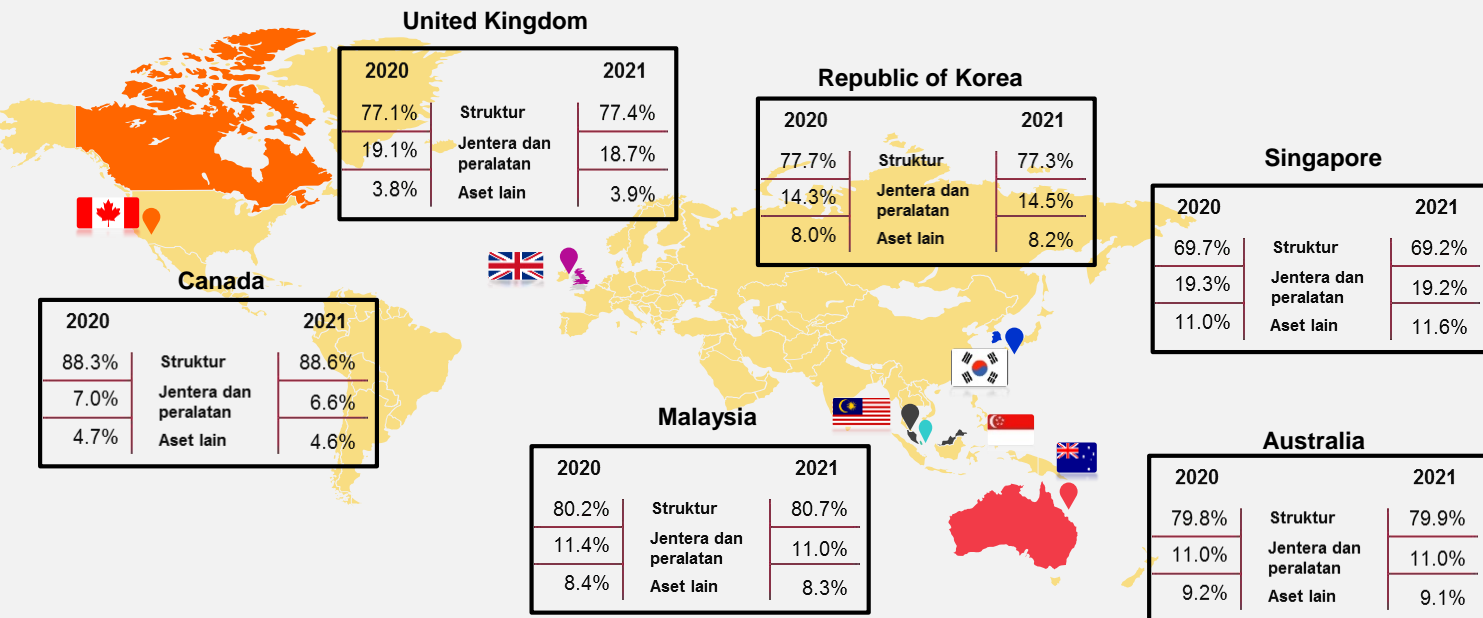 United Kingdom
2020 2021
77.1% Struktur 77.4%
19.1% Jentera dan peralatan 18.7%
3.8% Aset lain 3.9%
Republic of Korea
2020 2021
77.7% Struktur 77.3%
14.3% Jentera dan peralatan 14.5%
8.0% Aset lain 8.2%
Singapore
2020 2021
69.7% Struktur 69.2%
19.3% Jentera dan peralatan 19.2%
11.0% Aset lain 11.6%
Canada
2020 2021
88.3% Struktur 88.6%
7.0% Jentera dan peralatan 6.6%
4.7% Aset lain 4.6%
Malaysia
2020 2021
80.2% Struktur 80.7%
11.4% Jentera dan peralatan 11.0%
8.4% Aset lain 8.3%
Australia
2020 2021
79.8% Struktur 79.9%
11.0% Jentera dan peralatan 11.0%
9.2% Aset lain 9.1%